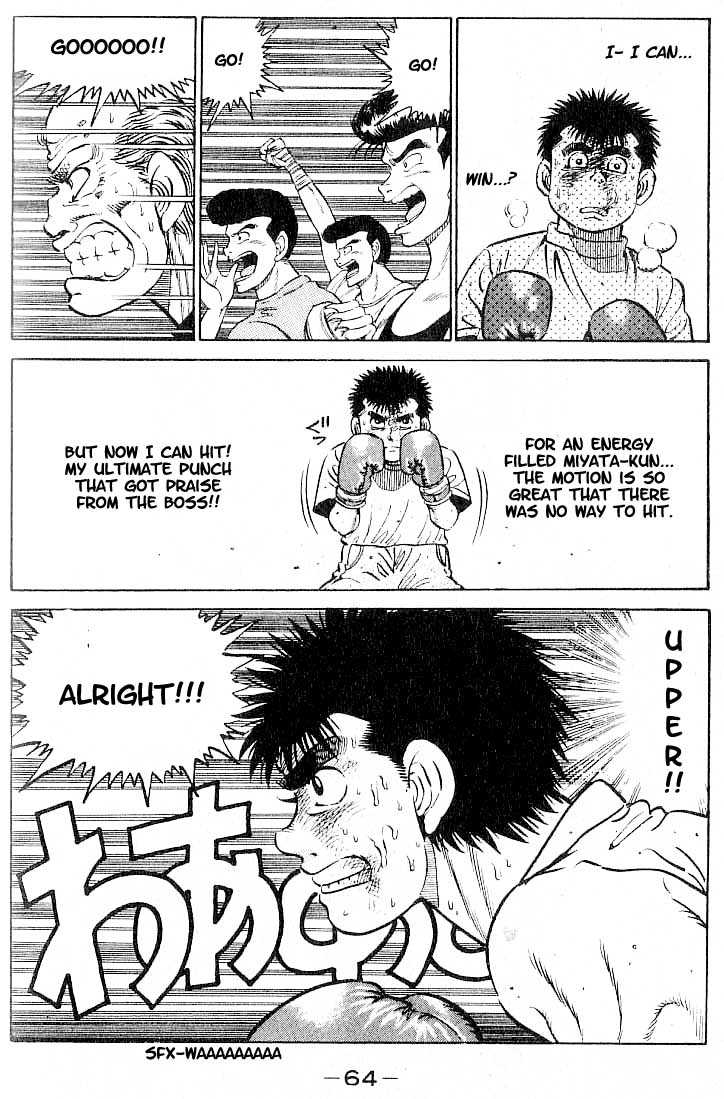 I- I CAN...
WIN...?
GO!
GO!
GOOOOOO!!
FOR AN ENERGY
FILLED MIYATA-KUN...
THE MOTION IS SO
GREAT THAT THERE
WAS NO WAY TO HIT.
ぐっ
BUT NOW I CAN HIT!
MY ULTIMATE PUNCH
THAT GOT PRAISE
FROM THE BOSS!!
UPPER!!
ALRIGHT!!!
わあ
SFX-WAAAAAAAAA
—64—